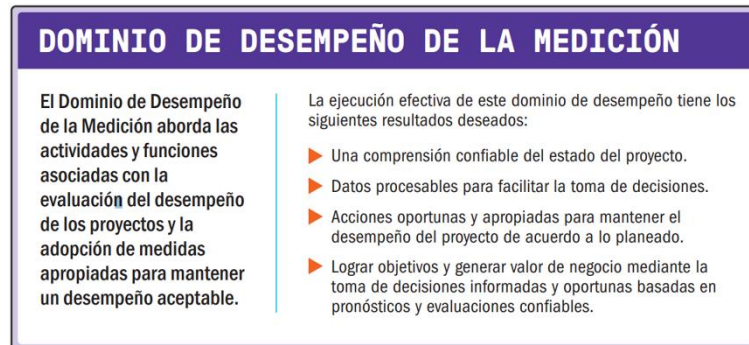 DOMINIO DE DESEMPEÑO DE LA MEDICIÓN
El Dominio de Desempeño
de la Medición aborda las
actividades y funciones
asociadas con la
evaluación del desempeño
de los proyectos y la
adopción de medidas
apropiadas para mantener
un desempeño aceptable.
La ejecución efectiva de este dominio de desempeño tiene los
siguientes resultados deseados:
▶ Una comprensión confiable del estado del proyecto.
▶ Datos procesables para facilitar la toma de decisiones.
▶ Acciones oportunas y apropiadas para mantener el
desempeño del proyecto de acuerdo a lo planeado.
▶ Lograr objetivos y generar valor de negocio mediante la
toma de decisiones informadas y oportunas basadas en
pronósticos y evaluaciones confiables.